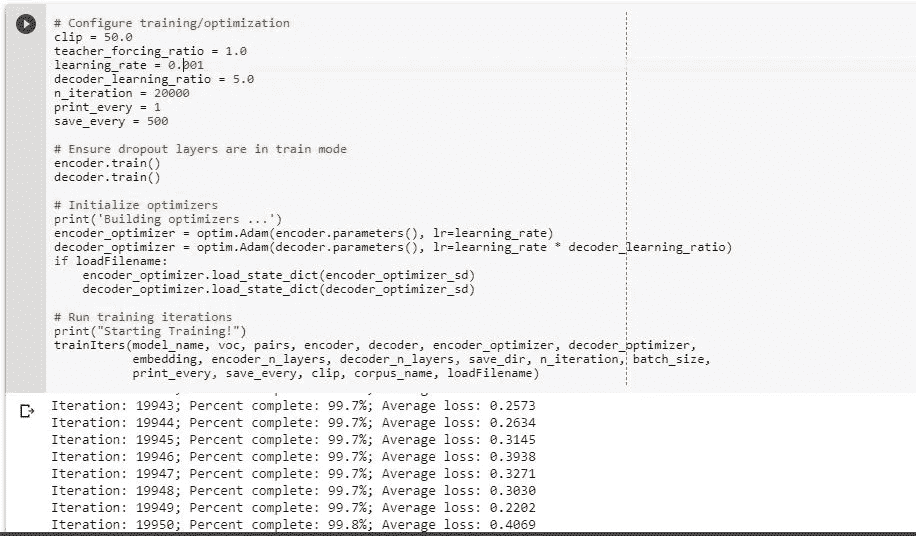 # Configure training/optimization
clip = 50.0
teacher_forcing_ratio = 1.0
learning_rate = 0.001
decoder_learning_ratio = 5.0
n_iteration = 20000
print_every = 1
save_every = 500
# Ensure dropout layers are in train mode
encoder.train()
decoder.train()
# Initialize optimizers
print('Building optimizers ...')
encoder_optimizer = optim.Adam(encoder.parameters(), lr=learning_rate)
decoder_optimizer = optim.Adam(decoder.parameters(), lr=learning_rate * decoder_learning_ratio)
if loadFilename:
    encoder_optimizer.load_state_dict(encoder_optimizer_sd)
    decoder_optimizer.load_state_dict(decoder_optimizer_sd)
# Run training iterations
print("Starting Training!")
trainIters(model_name, voc, pairs, encoder, decoder, encoder_optimizer, decoder_optimizer,
           embedding, encoder_n_layers, decoder_n_layers, save_dir, n_iteration, batch_size,
           print_every, save_every, clip, corpus_name, loadFilename)
Iteration: 19943; Percent complete: 99.7%; Average loss: 0.2573
Iteration: 19944; Percent complete: 99.7%; Average loss: 0.2634
Iteration: 19945; Percent complete: 99.7%; Average loss: 0.3145
Iteration: 19946; Percent complete: 99.7%; Average loss: 0.3938
Iteration: 19947; Percent complete: 99.7%; Average loss: 0.3271
Iteration: 19948; Percent complete: 99.7%; Average loss: 0.3030
Iteration: 19949; Percent complete: 99.7%; Average loss: 0.2202
Iteration: 19950; Percent complete: 99.8%; Average loss: 0.4069